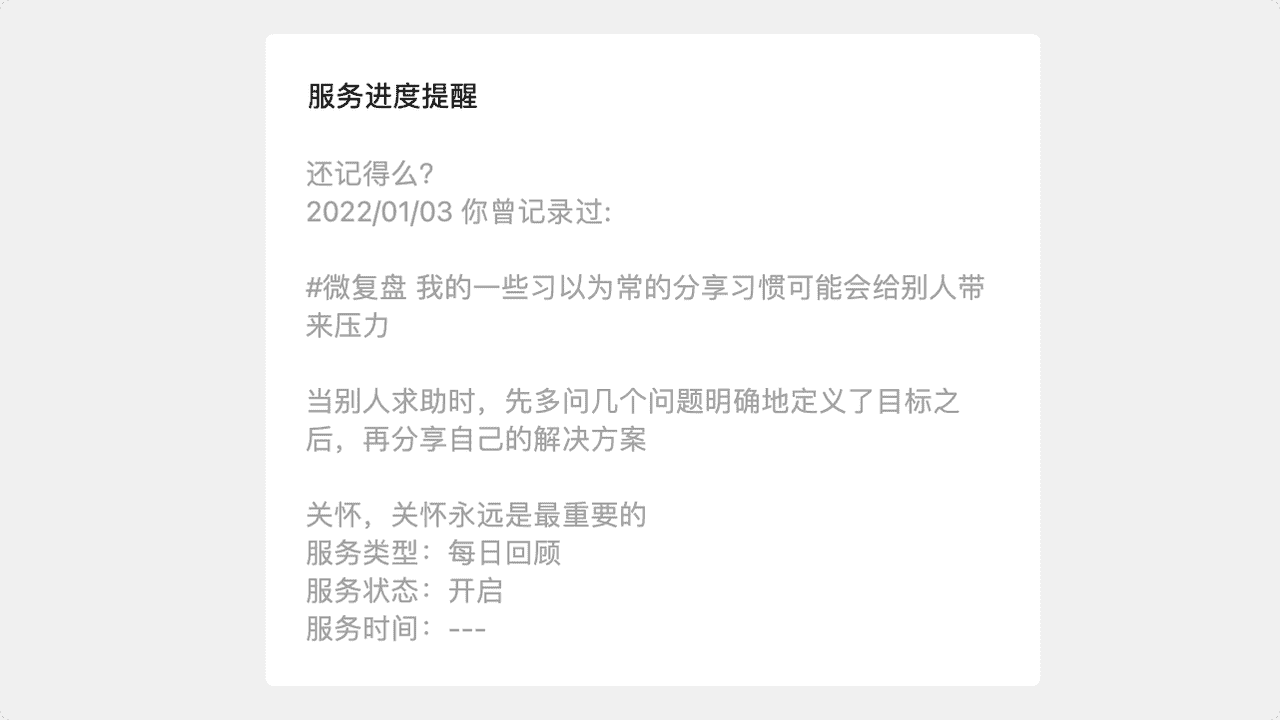 服务进度提醒
还记得么?
2022/01/03 你曾记录过:
#微复盘 我的一些习以为常的分享习惯可能会给别人带
来压力
当别人求助时，先多问几个问题明确地定义了目标之
后，再分享自己的解决方案
关怀，关怀永远是最重要的
服务类型：每日回顾
服务状态：开启
服务时间：---